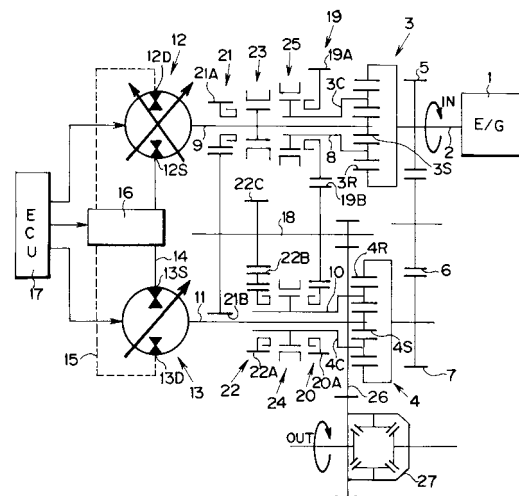 12D 12 21 23 25 19 19A 3
21A 3C 5 1
IN
E/G
12S 9 8 3S 2
3R
16 22C 19B
E
C
U
14 18 4R
17 13S 22B 10 6
11 21B 4S
15 22A 4C 7
13D 13 22 24 20 20A 26 4
OUT
27